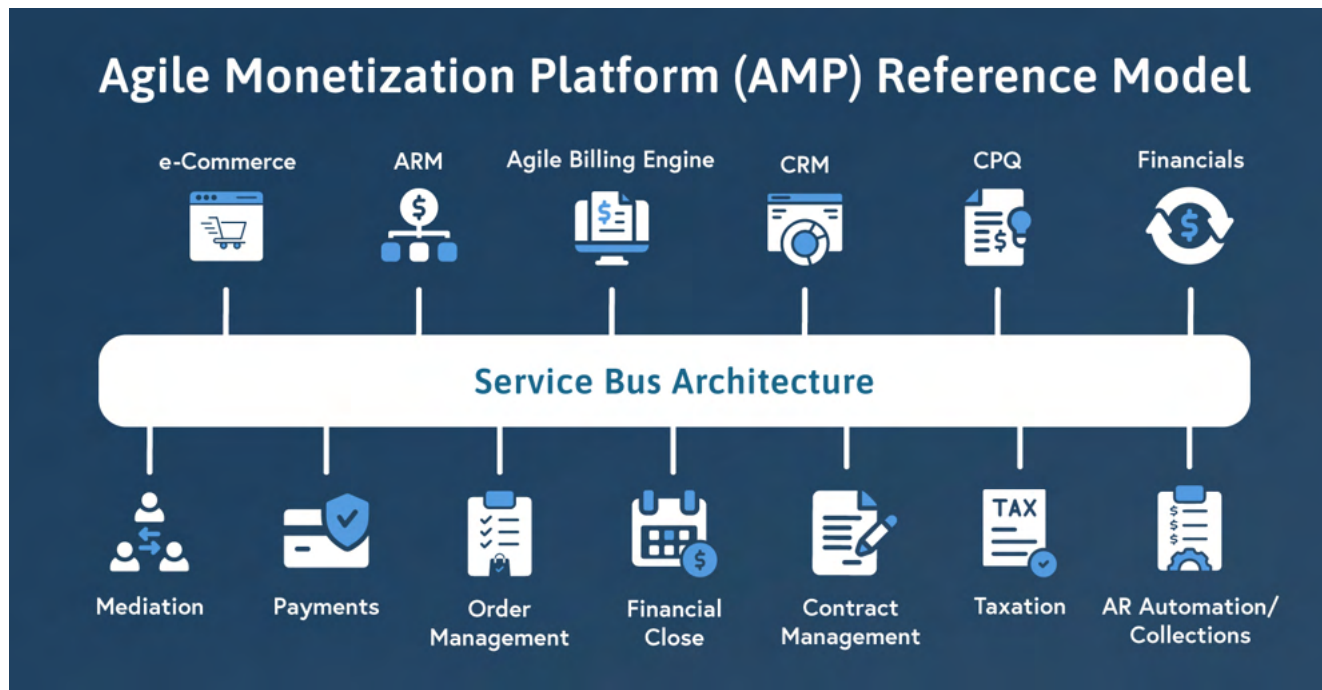 Agile Monetization Platform (AMP) Reference Model
e-Commerce
ARM
Agile Billing Engine
CRM
CPQ
Financials
$
$
$
$
Service Bus Architecture
TAX
$
$
$
$
Mediation
Payments
Order
Management
Financial
Close
Contract
Management
Taxation
AR Automation/
Collections